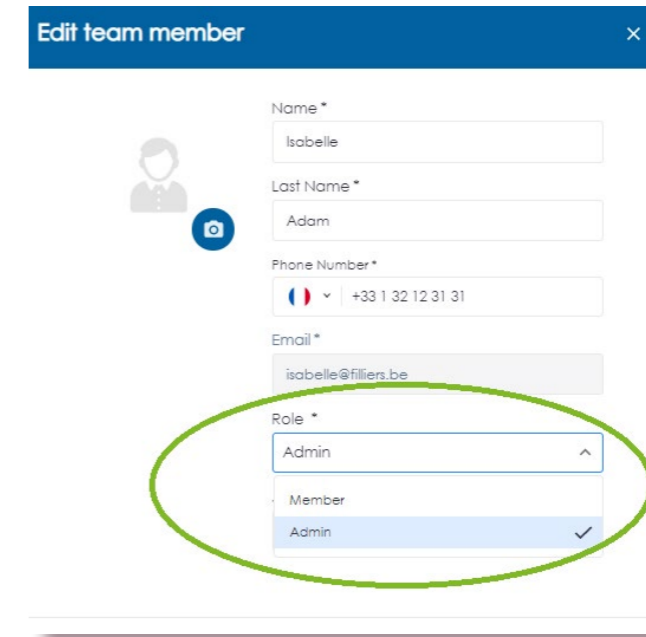 Edit team member
Name *
Isabelle
Last Name *
Adam
Phone Number *
+33 1 32 12 31 31
Email *
isabelle@filliers.be
Role *
Admin
Member
Admin